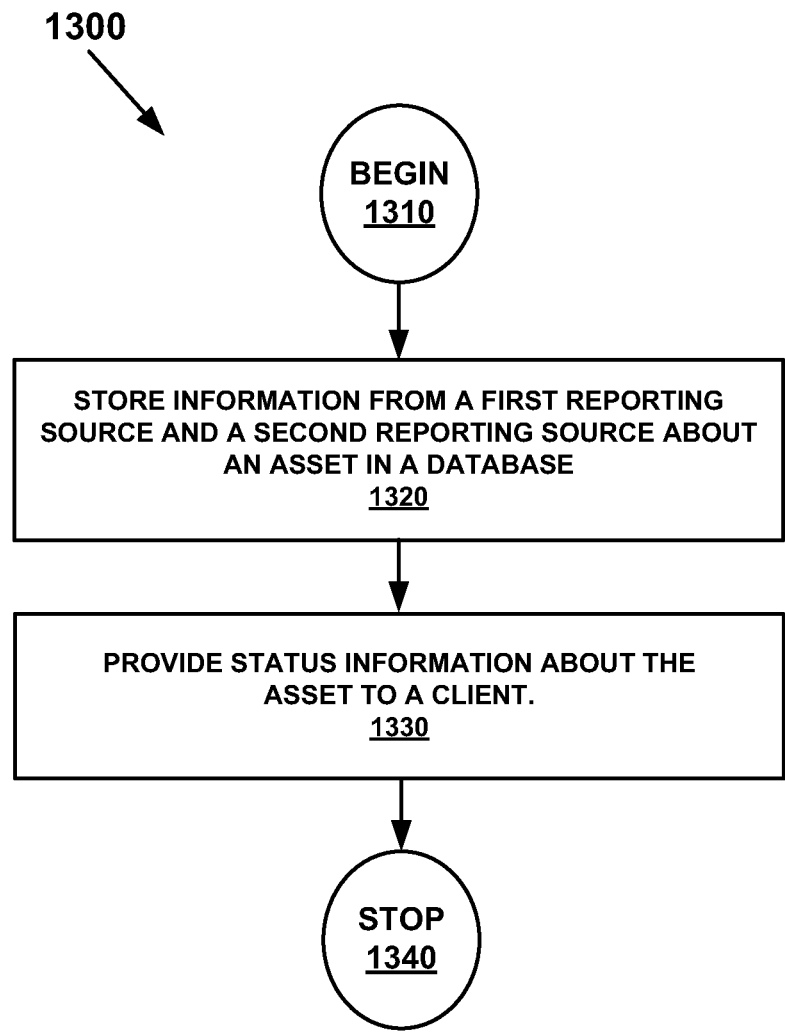 1300
BEGIN
1310
STORE INFORMATION FROM A FIRST REPORTING
SOURCE AND A SECOND REPORTING SOURCE ABOUT
AN ASSET IN A DATABASE
1320
PROVIDE STATUS INFORMATION ABOUT THE
ASSET TO A CLIENT.
1330
STOP
1340